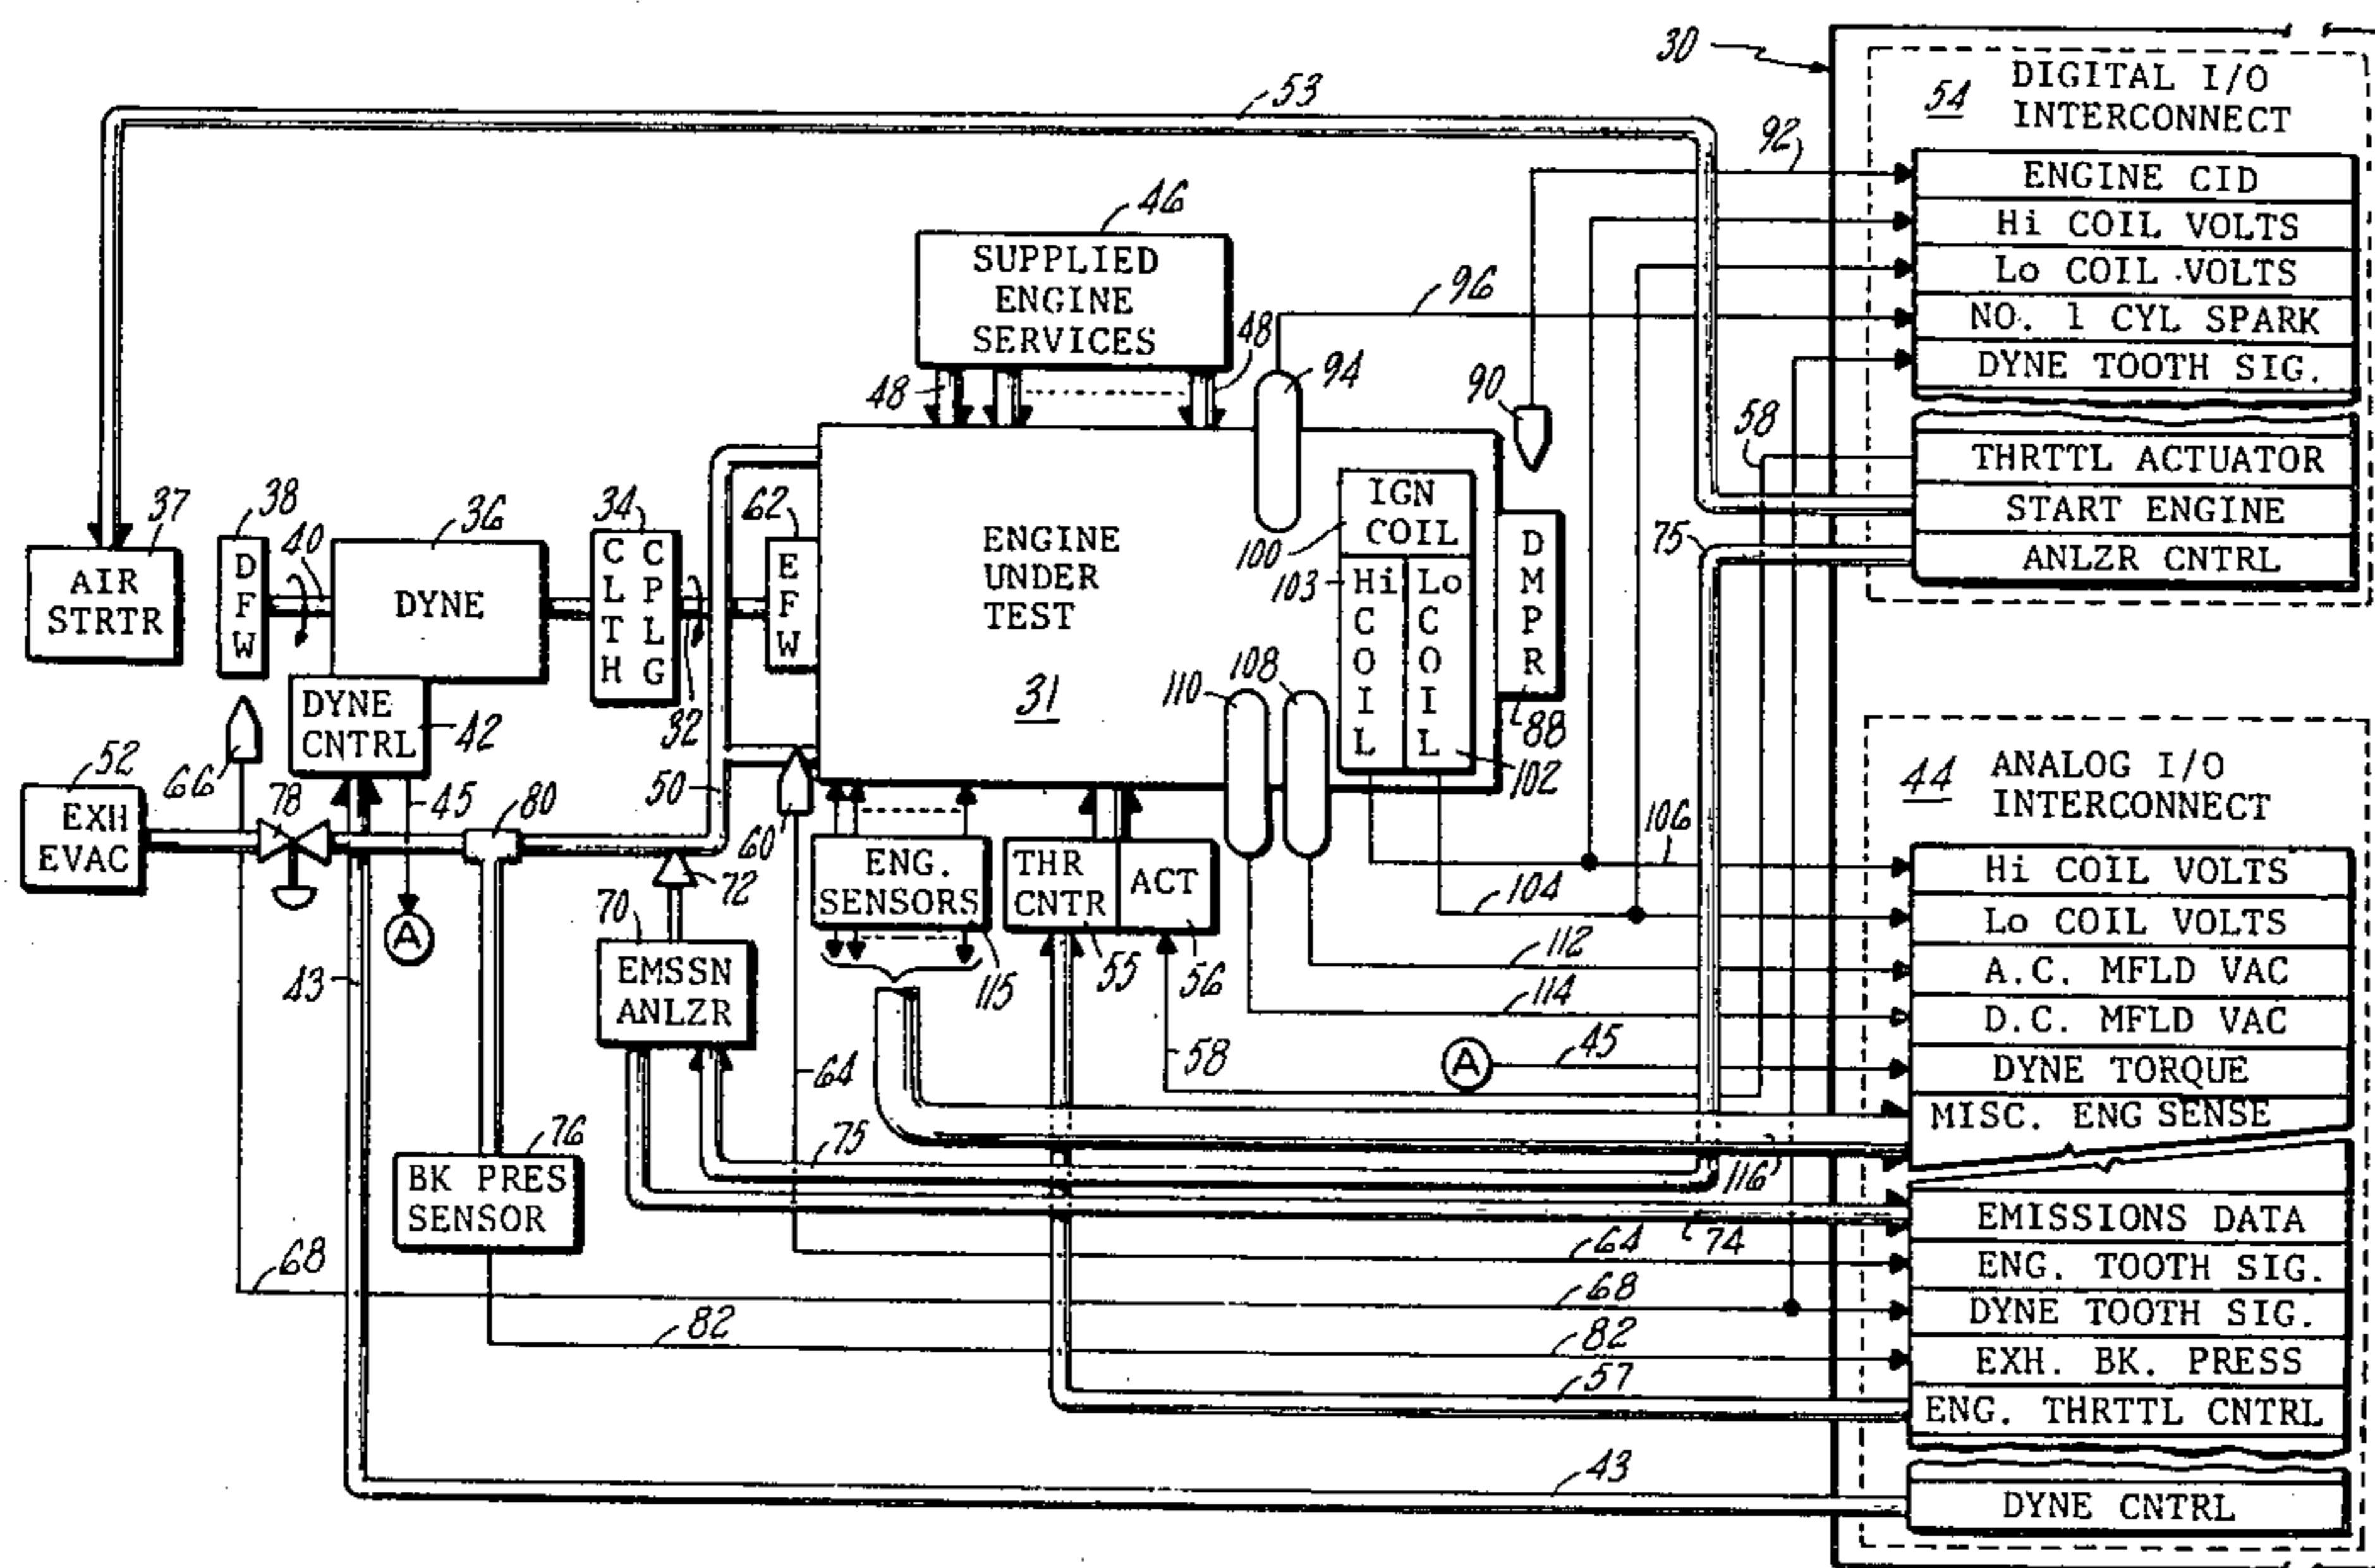 30
53
54
DIGITAL I/O
INTERCONNECT
92
ENGINE CID
Hi COIL VOLTS
Lo COIL VOLTS
NO. 1 CYL SPARK
DYNE TOOTH SIG.
58
THRTTL ACTUATOR
START ENGINE
75
ANLZR CNTRL
46
SUPPLIED
ENGINE
SERVICES
48
48
96
94
90
37
AIR
STRTR
38
DFW
40
36
DYNE
34
CLTH
CPLG
32
62
EFW
ENGINE
UNDER
TEST
31
IGN
COIL
100
103
Hi
COIL
Lo
COIL
102
DMPR
88
DYNE
CNTRL
42
66
52
EXH
EVAC
78
45
80
50
60
72
110
108
ENG.
SENSORS
115
THR
CNTR
55
ACT
56
106
104
112
114
A
43
70
EMSSN
ANLZR
64
58
A
45
76
BK PRES
SENSOR
75
116
74
64
68
68
82
82
57
43
44
ANALOG I/O
INTERCONNECT
Hi COIL VOLTS
Lo COIL VOLTS
A.C. MFLD VAC
D.C. MFLD VAC
DYNE TORQUE
MISC. ENG SENSE
EMISSIONS DATA
ENG. TOOTH SIG.
DYNE TOOTH SIG.
EXH. BK. PRESS
ENG. THRTTL CNTRL
DYNE CNTRL